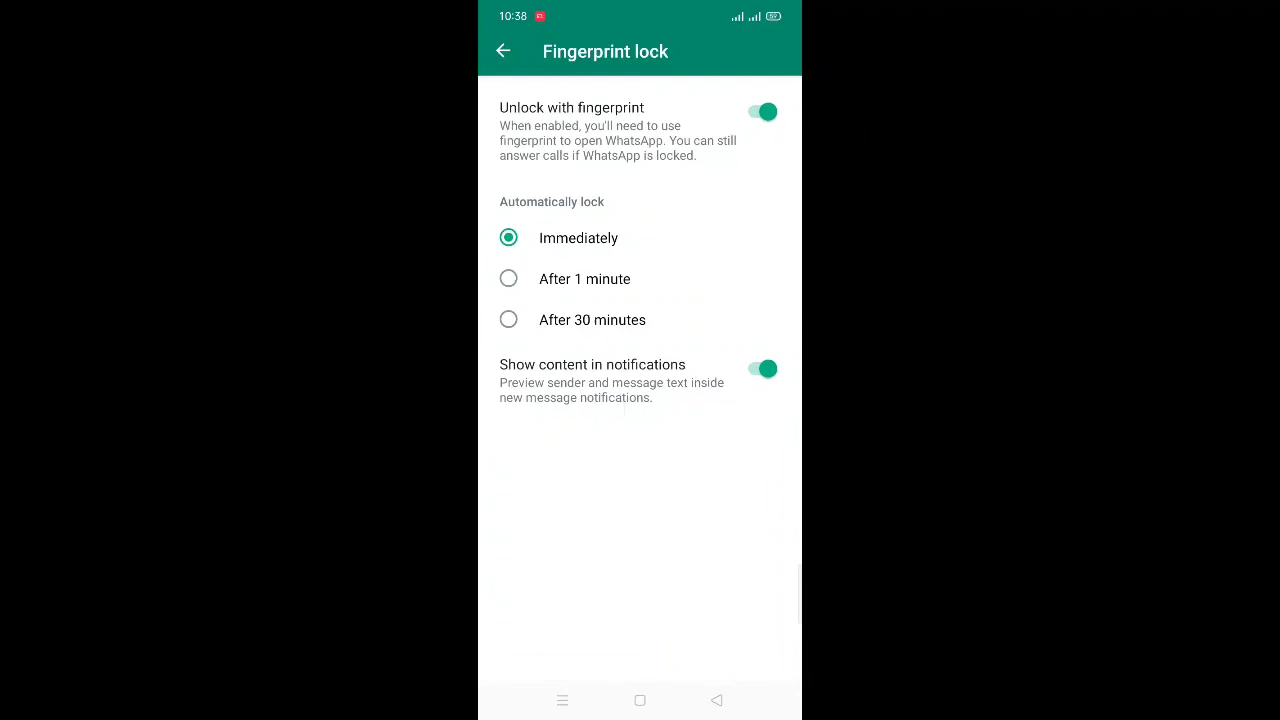 10:38
Fingerprint lock
Unlock with fingerprint
When enabled, you'll need to use
fingerprint to open WhatsApp. You can still
answer calls if WhatsApp is locked.
Automatically lock
Immediately
After 1 minute
After 30 minutes
Show content in notifications
Preview sender and message text inside
new message notifications.